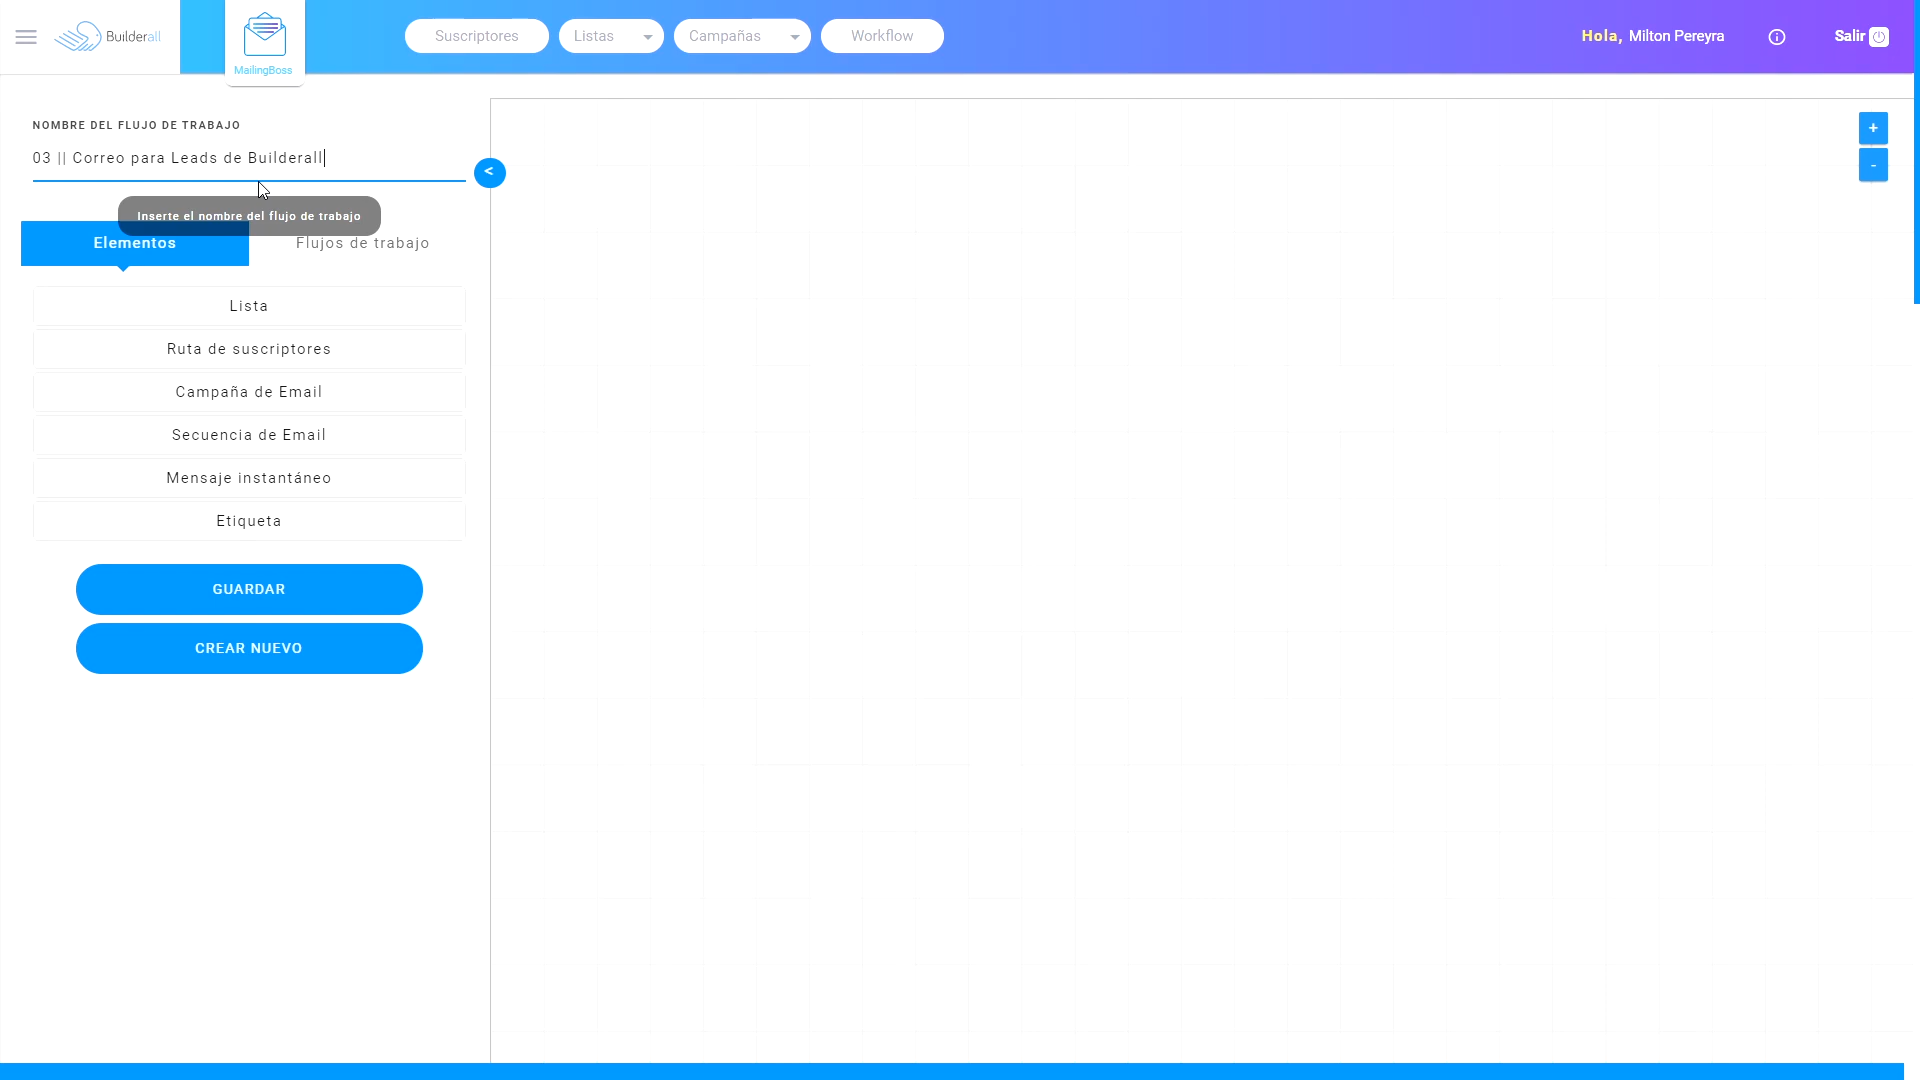 Builderall
MailingBoss
Suscriptores
Listas
Campañas
Workflow
Hola, Milton Pereyra
Salir
NOMBRE DEL FLUJO DE TRABAJO
03 || Correo para Leads de Builderall
<
+
-
Inserte el nombre del flujo de trabajo
Elementos
Flujos de trabajo
Lista
Ruta de suscriptores
Campaña de Email
Secuencia de Email
Mensaje instantáneo
Etiqueta
GUARDAR
CREAR NUEVO